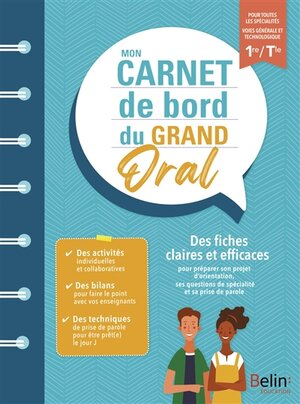 POUR TOUTES
LES SPÉCIALITÉS
VOIES GÉNÉRALE ET
TECHNOLOGIQUE
1re/Tle
MON
CARNET
de bord
du GRAND
Oral
Des fiches
claires et efficaces
pour préparer son projet
d'orientation,
ses questions de spécialité
et sa prise de parole
✓ Des activités
individuelles
et collaboratives
✓ Des bilans
pour faire le point
avec vos enseignants
✓ Des techniques
de prise de parole
pour être prêt(e)
le jour J
Belin:
ÉDUCATION